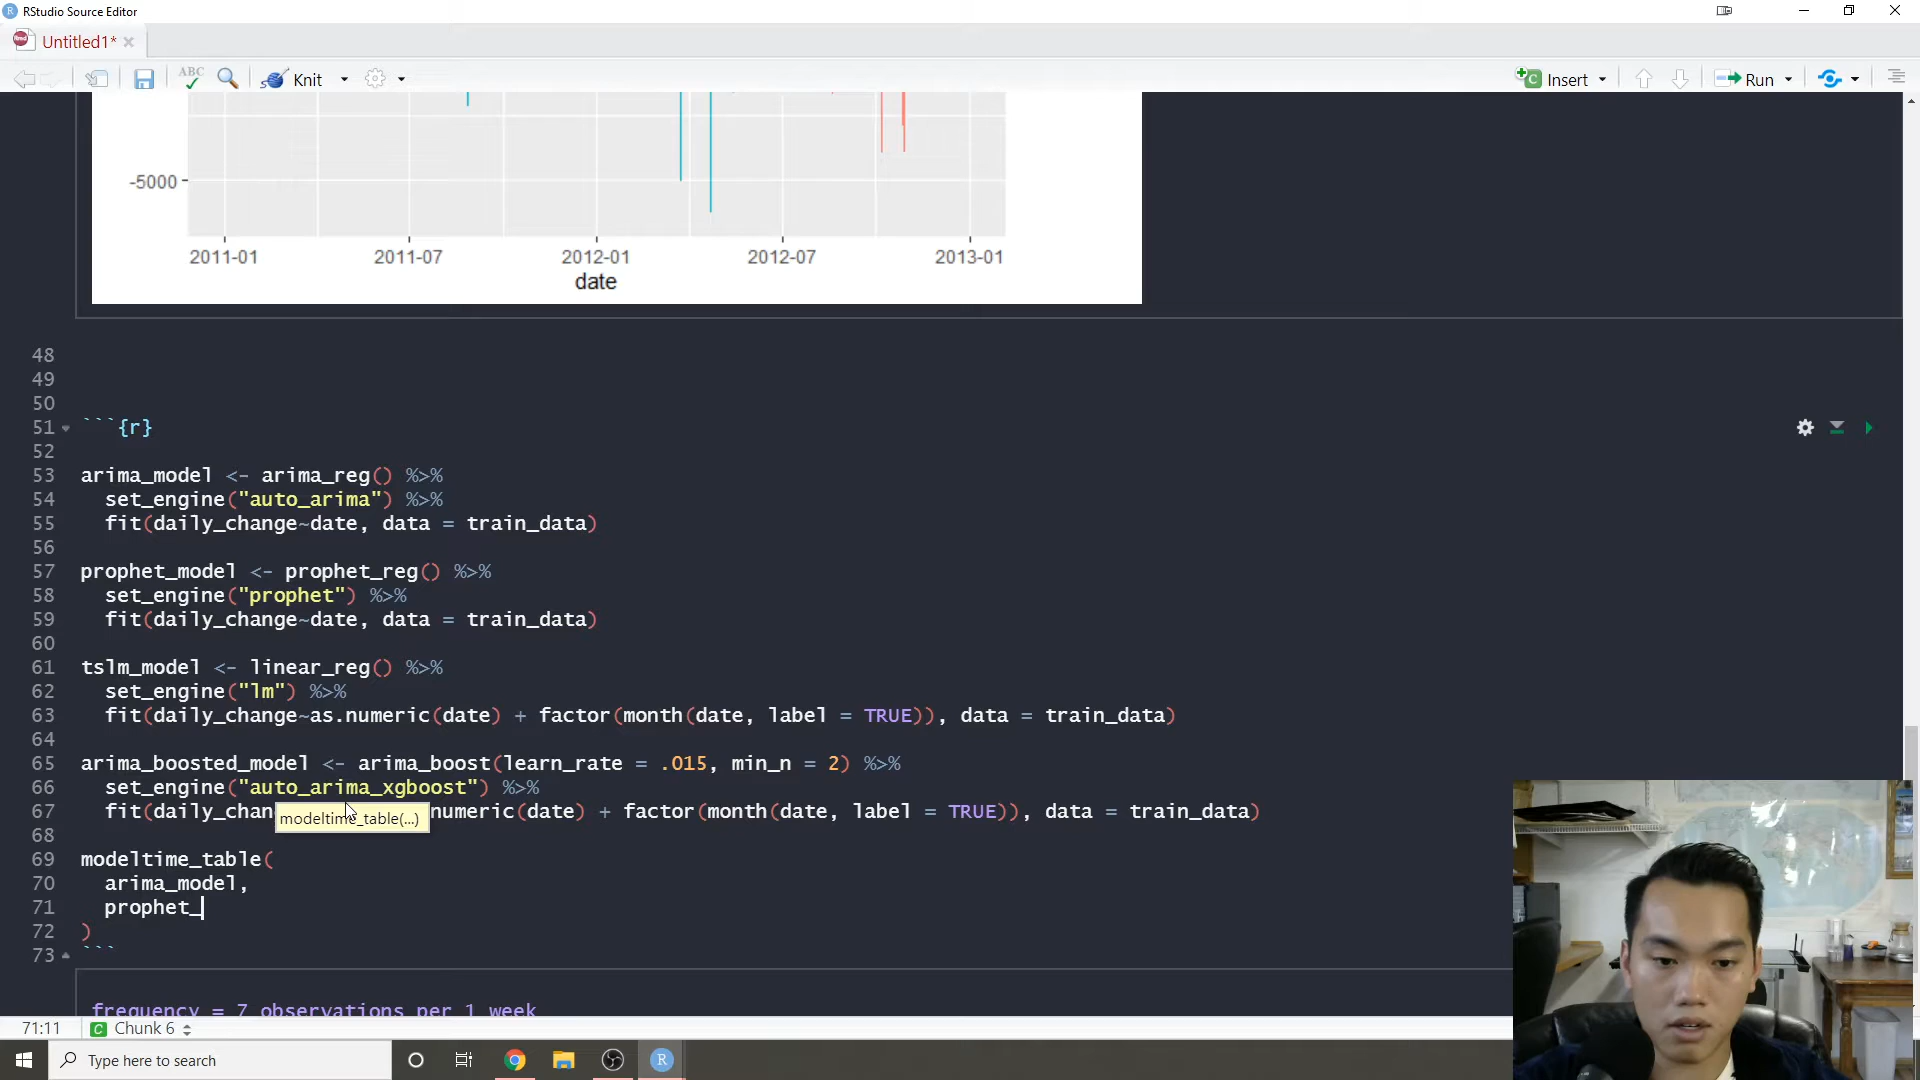 RStudio Source Editor
Untitled1*
ABC
Knit
Insert
Run
-5000
2011-01 2011-07 2012-01 2012-07 2013-01
date
48
49
50
51 ```{r}
52
53 arima_model <- arima_reg() %>%
54 set_engine("auto_arima") %>%
55 fit(daily_change~date, data = train_data)
56
57 prophet_model <- prophet_reg() %>%
58 set_engine("prophet") %>%
59 fit(daily_change~date, data = train_data)
60
61 tslm_model <- linear_reg() %>%
62 set_engine("lm") %>%
63 fit(daily_change~as.numeric(date) + factor(month(date, label = TRUE)), data = train_data)
64
65 arima_boosted_model <- arima_boost(learn_rate = .015, min_n = 2) %>%
66 set_engine("auto_arima_xgboost") %>%
67 fit(daily_chan numeric(date) + factor(month(date, label = TRUE)), data = train_data)
modeltime_table(...)
68
69 modeltime_table(
70 arima_model,
71 prophet_
72 )
73 ```
frequency = 7 observations per 1 week
71:11 C Chunk 6
Type here to search
R